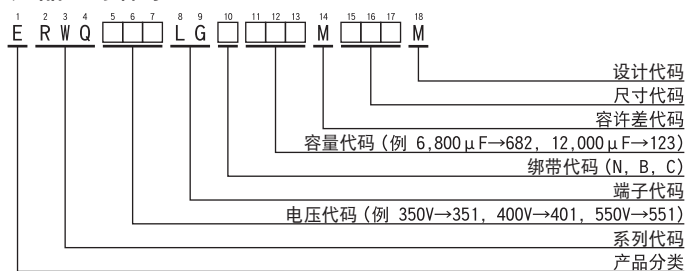 1 2 3 4 5 6 7 8 9 10 11 12 13 14 15 16 17 18
E R W Q □□□ L G □ □□□ M □□□ M
设计代码
尺寸代码
容许差代码
容量代码 (例 6,800μF→682, 12,000μF→123)
绑带代码 (N, B, C)
端子代码
电压代码 (例 350V→351, 400V→401, 550V→551)
系列代码
产品分类